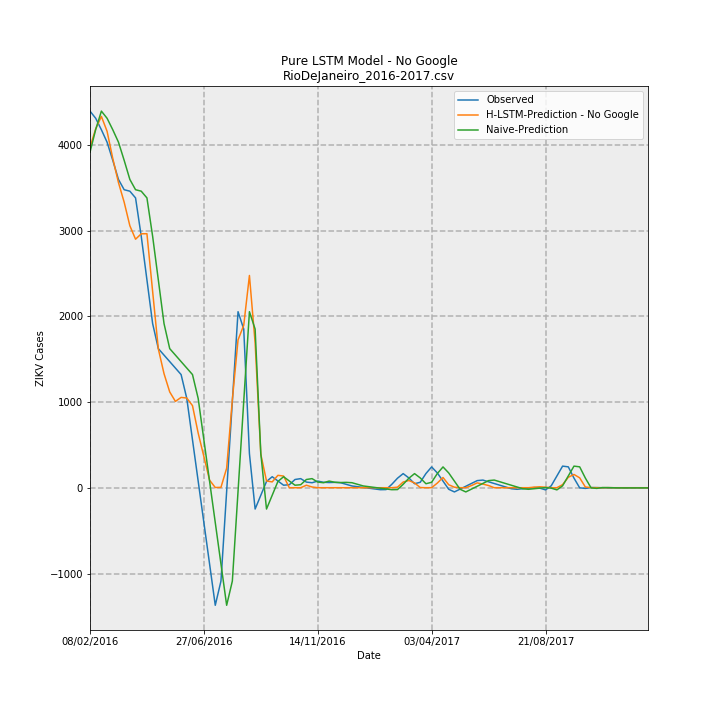 Pure LSTM Model - No Google
RioDeJaneiro_2016-2017.csv
Observed
H-LSTM-Prediction - No Google
Naive-Prediction
ZIKV Cases
4000
3000
2000
1000
0
−1000
08/02/2016
27/06/2016
14/11/2016
03/04/2017
21/08/2017
Date